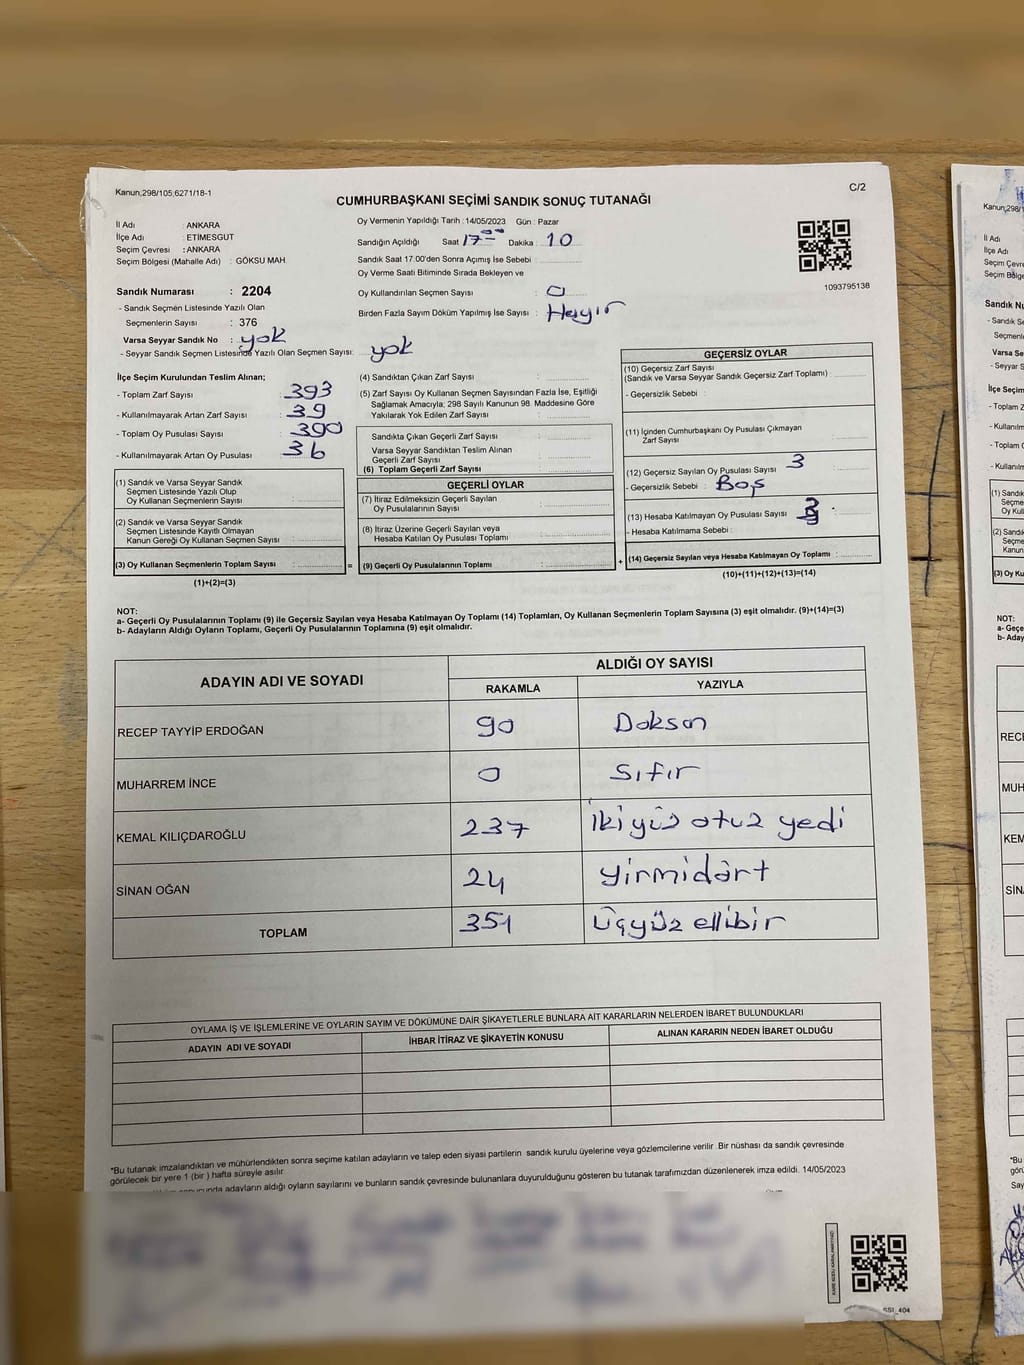 Kanun;298/105;6271/18-1
C/2
CUMHURBAŞKANI SEÇİMİ SANDIK SONUÇ TUTANAĞI
İl Adı : ANKARA
İlçe Adı : ETİMESGUT
Seçim Çevresi : ANKARA
Seçim Bölgesi (Mahalle Adı) : GÖKSU MAH.
Sandık Numarası : 2204
- Sandık Seçmen Listesinde Yazılı Olan
Seçmenlerin Sayısı : 376
Varsa Seyyar Sandık No : yok
- Seyyar Sandık Seçmen Listesinde Yazılı Olan Seçmen Sayısı: yok
Oy Vermenin Yapıldığı Tarih : 14/05/2023 Gün : Pazar
Sandığın Açıldığı Saat 17 00 Dakika : 10
Sandık Saat 17:00'den Sonra Açımış İse Sebebi :
Oy Verme Saati Bitiminde Sırada Bekleyen ve
Oy Kullandırılan Seçmen Sayısı : 0
Birden Fazla Sayım Döküm Yapılmış İse Sayısı : Hayır
1093795138
İlçe Seçim Kurulundan Teslim Alınan;
- Toplam Zarf Sayısı : 393
- Kullanılmayarak Artan Zarf Sayısı : 39
- Toplam Oy Pusulası Sayısı : 390
- Kullanılmayarak Artan Oy Pusulası : 36
(1) Sandık ve Varsa Seyyar Sandık
Seçmen Listesinde Yazılı Olup
Oy Kullanan Seçmenlerin Sayısı :
(2) Sandık ve Varsa Seyyar Sandık
Seçmen Listesinde Kayıtlı Olmayan
Kanun Gereği Oy Kullanan Seçmen Sayısı :
(3) Oy Kullanan Seçmenlerin Toplam Sayısı :
(1)+(2)=(3)
(4) Sandıktan Çıkan Zarf Sayısı :
(5) Zarf Sayısı Oy Kullanan Seçmen Sayısından Fazla İse, Eşitliği
Sağlamak Amacıyla; 298 Sayılı Kanunun 98. Maddesine Göre
Yakılarak Yok Edilen Zarf Sayısı :
Sandıkta Çıkan Geçerli Zarf Sayısı :
Varsa Seyyar Sandıktan Teslim Alınan
Geçerli Zarf Sayısı :
(6) Toplam Geçerli Zarf Sayısı :
GEÇERLİ OYLAR
(7) İtiraz Edilmeksizin Geçerli Sayılan
Oy Pusulalarının Sayısı :
(8) İtiraz Üzerine Geçerli Sayılan veya
Hesaba Katılan Oy Pusulası Toplamı :
= (9) Geçerli Oy Pusulalarının Toplamı :
GEÇERSİZ OYLAR
(10) Geçersiz Zarf Sayısı
(Sandık ve Varsa Seyyar Sandık Geçersiz Zarf Toplamı) :
- Geçersizlik Sebebi :
(11) İçinden Cumhurbaşkanı Oy Pusulası Çıkmayan
Zarf Sayısı :
(12) Geçersiz Sayılan Oy Pusulası Sayısı : 3
- Geçersizlik Sebebi : Boş
(13) Hesaba Katılmayan Oy Pusulası Sayısı :
- Hesaba Katılmama Sebebi :
+ (14) Geçersiz Sayılan veya Hesaba Katılmayan Oy Toplamı :
(10)+(11)+(12)+(13)=(14)
NOT:
a- Geçerli Oy Pusulalarının Toplamı (9) ile Geçersiz Sayılan veya Hesaba Katılmayan Oy Toplamı (14) Toplamları, Oy Kullanan Seçmenlerin Toplam Sayısına (3) eşit olmalıdır. (9)+(14)=(3)
b- Adayların Aldığı Oyların Toplamı, Geçerli Oy Pusulalarının Toplamına (9) eşit olmalıdır.
ADAYIN ADI VE SOYADI
ALDIĞI OY SAYISI
RAKAMLA YAZIYLA
RECEP TAYYİP ERDOĞAN 90 Doksan
MUHARREM İNCE 0 Sıfır
KEMAL KILIÇDAROĞLU 237 İkiyüz otuz yedi
SİNAN OĞAN 24 yirmidört
TOPLAM 351 Üçyüz ellibir
OYLAMA İŞ VE İŞLEMLERİNE VE OYLARIN SAYIM VE DÖKÜMÜNE DAİR ŞİKAYETLERLE BUNLARA AİT KARARLARIN NELERDEN İBARET BULUNDUKLARI
ADAYIN ADI VE SOYADI İHBAR İTİRAZ VE ŞİKAYETİN KONUSU ALINAN KARARIN NEDEN İBARET OLDUĞU
*Bu tutanak imzalandıktan ve mühürlendikten sonra seçime katılan adayların ve talep eden siyasi partilerin sandık kurulu üyelerine veya gözlemcilerine verilir. Bir nüshası da sandık çevresinde
görülecek bir yere 1 (bir ) hafta süreyle asılır.
adayların aldığı oyların sayılarını ve bunların sandık çevresinde bulunanlara duyurulduğunu gösteren bu tutanak tarafımızdan düzenlenerek imza edildi. 14/05/2023
SSI_404